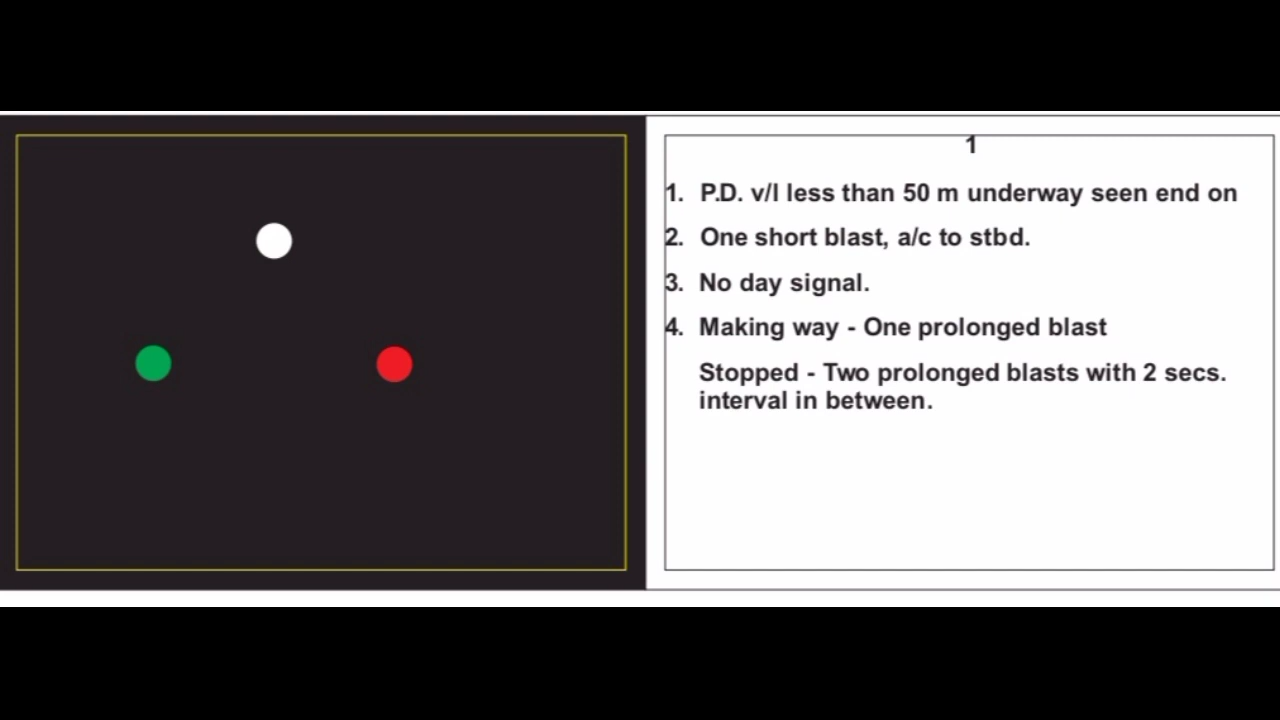 1
1. P.D. v/l less than 50 m underway seen end on
2. One short blast, a/c to stbd.
3. No day signal.
4. Making way - One prolonged blast
Stopped - Two prolonged blasts with 2 secs.
interval in between.